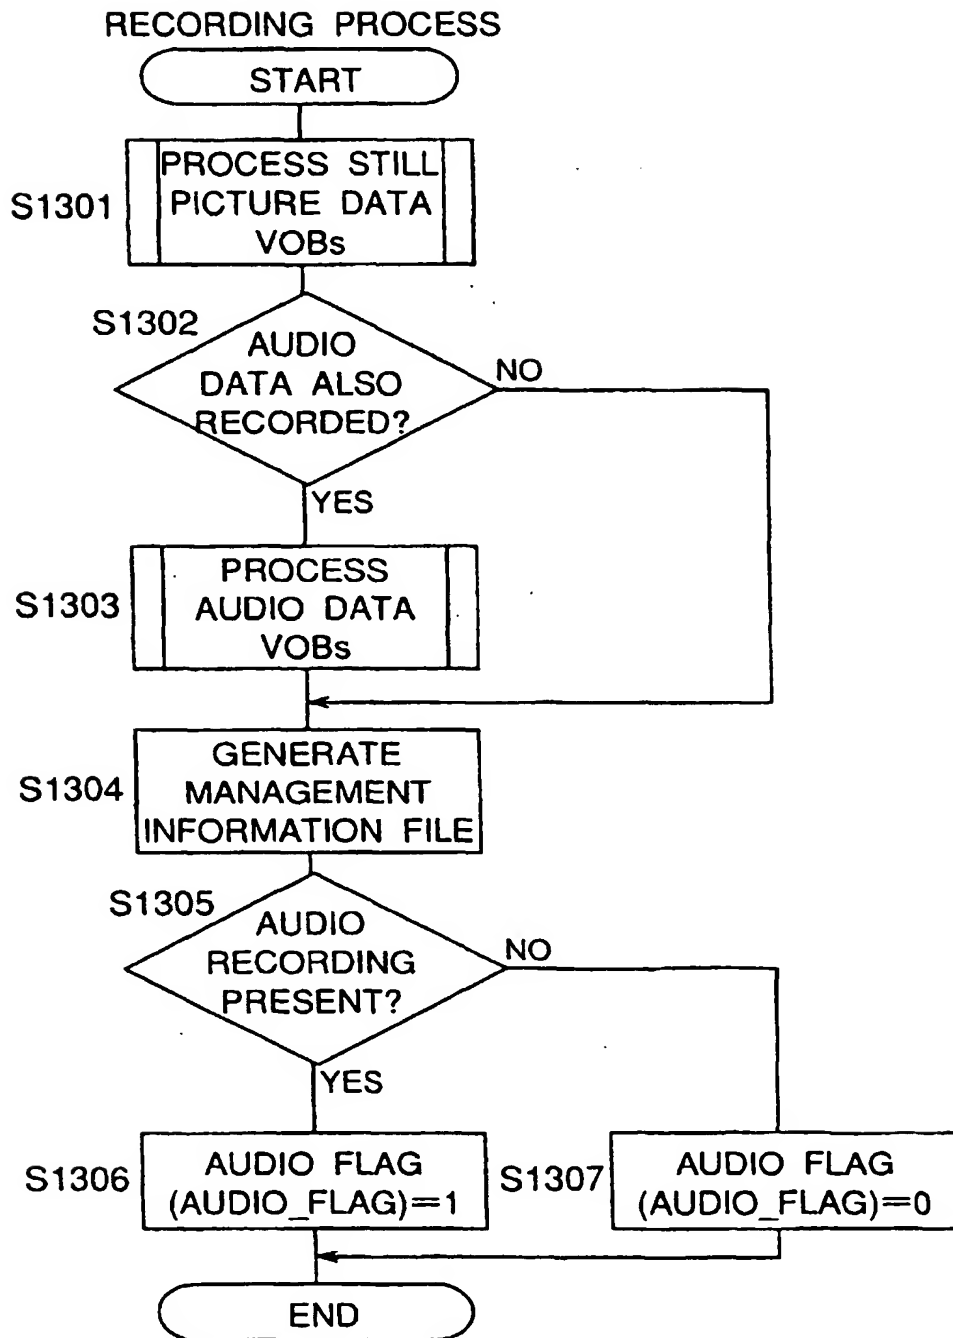 RECORDING PROCESS
START
S1301
PROCESS STILL
PICTURE DATA
VOBs
S1302
AUDIO
DATA ALSO
RECORDED?
NO
YES
S1303
PROCESS
AUDIO DATA
VOBs
S1304
GENERATE
MANAGEMENT
INFORMATION FILE
S1305
AUDIO
RECORDING
PRESENT?
NO
YES
S1306
AUDIO FLAG
(AUDIO_FLAG)=1
S1307
AUDIO FLAG
(AUDIO_FLAG)=0
END